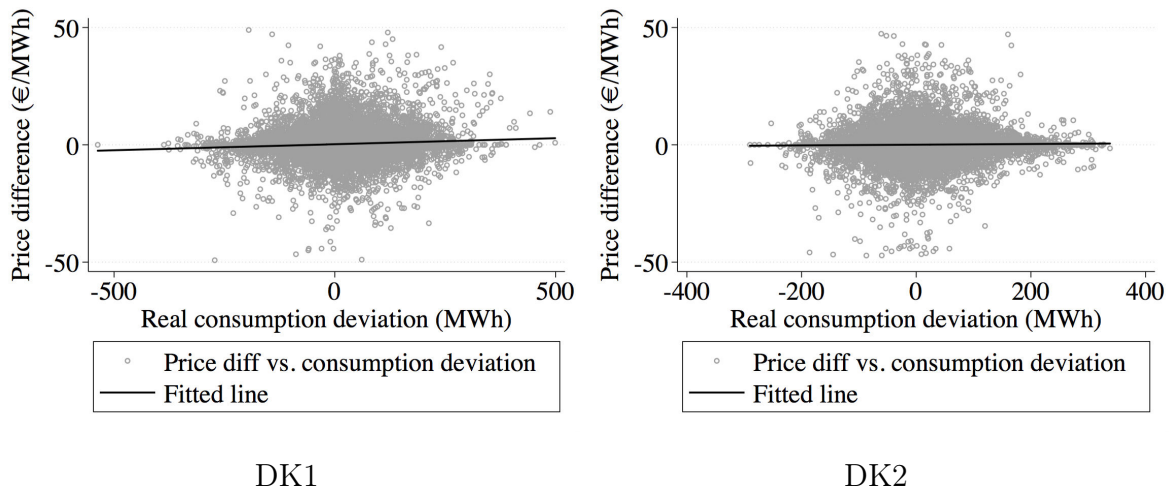 Price difference (€/MWh)
50
0
-50
-500
0
500
Real consumption deviation (MWh)
Price diff vs. consumption deviation
Fitted line
DK1
Price difference (€/MWh)
50
0
-50
-400
-200
0
200
400
Real consumption deviation (MWh)
Price diff vs. consumption deviation
Fitted line
DK2